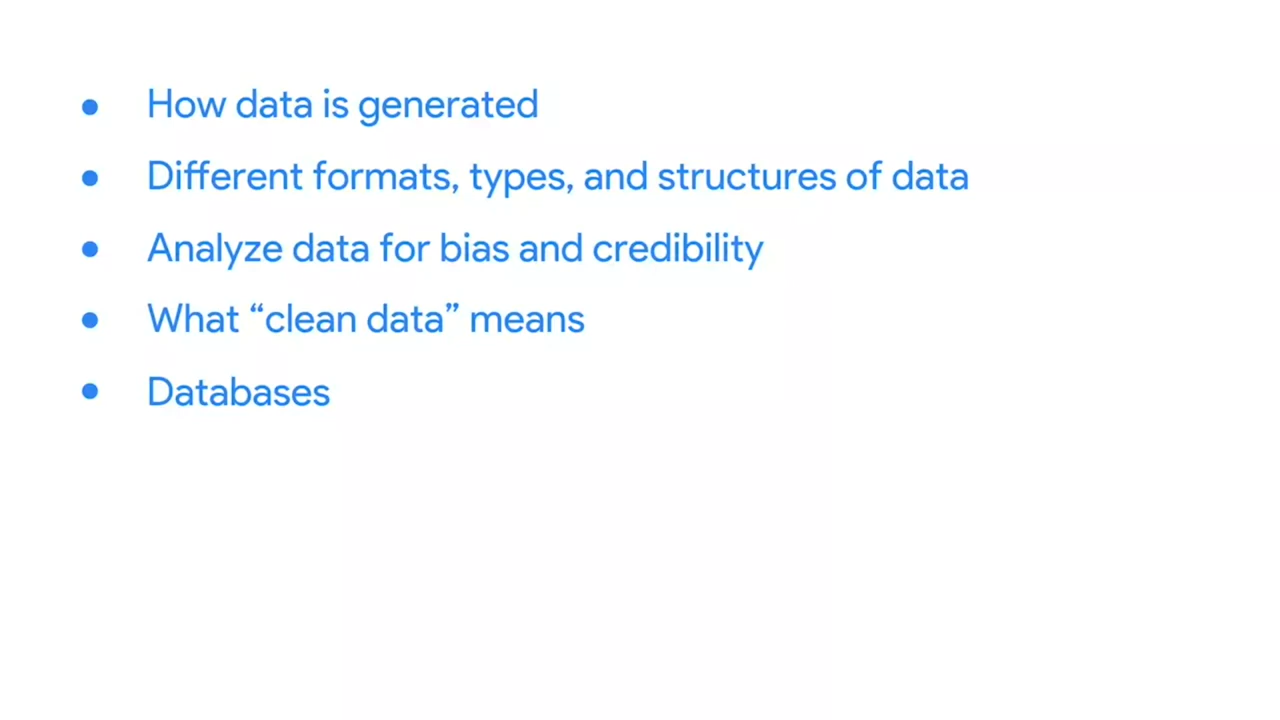 ● How data is generated
● Different formats, types, and structures of data
● Analyze data for bias and credibility
● What “clean data” means
● Databases